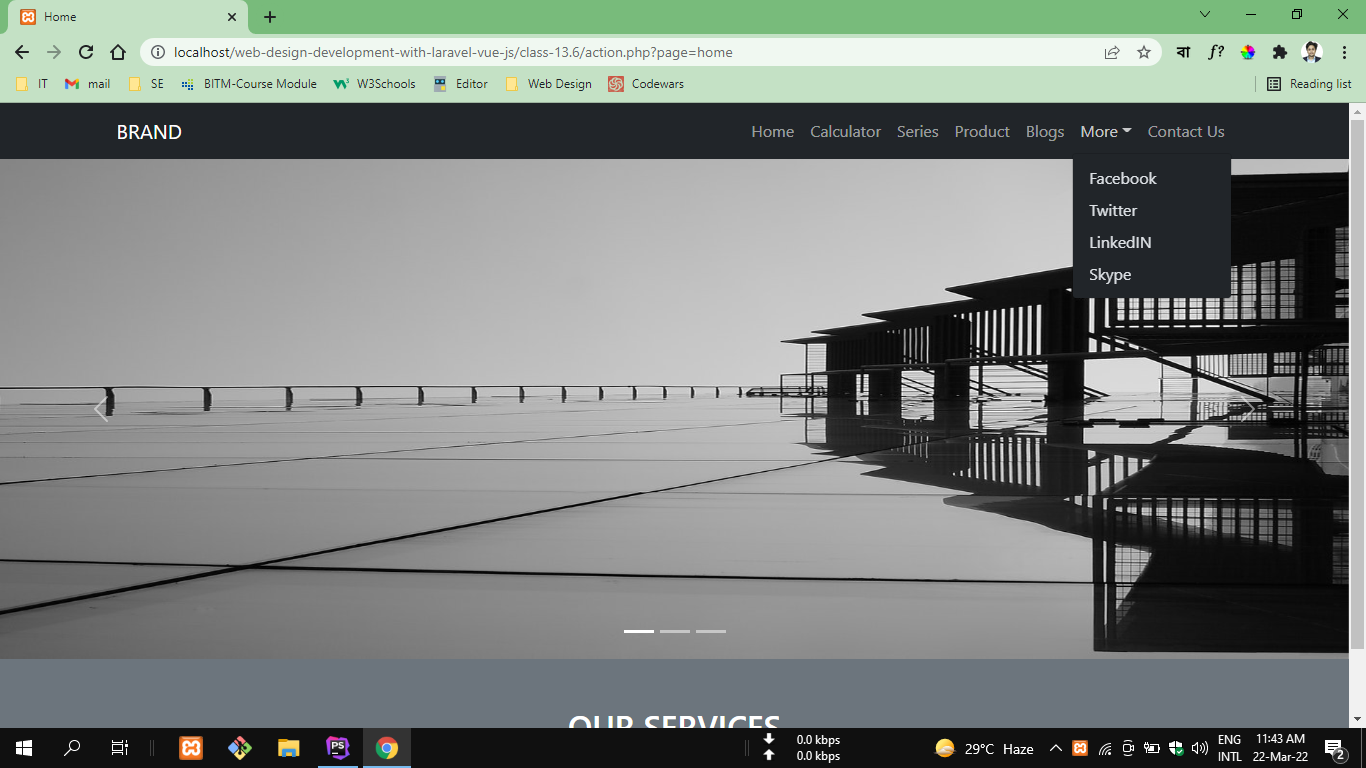 Home
localhost/web-design-development-with-laravel-vue-js/class-13.6/action.php?page=home
বা
f?
IT
mail
SE
BITM-Course Module
W3Schools
Editor
Web Design
Codewars
Reading list
BRAND
Home
Calculator
Series
Product
Blogs
More
Contact Us
Facebook
Twitter
LinkedIN
Skype
OUR SERVICES
PS
0.0 kbps
0.0 kbps
29°C Haze
ENG
INTL
11:43 AM
22-Mar-22
2